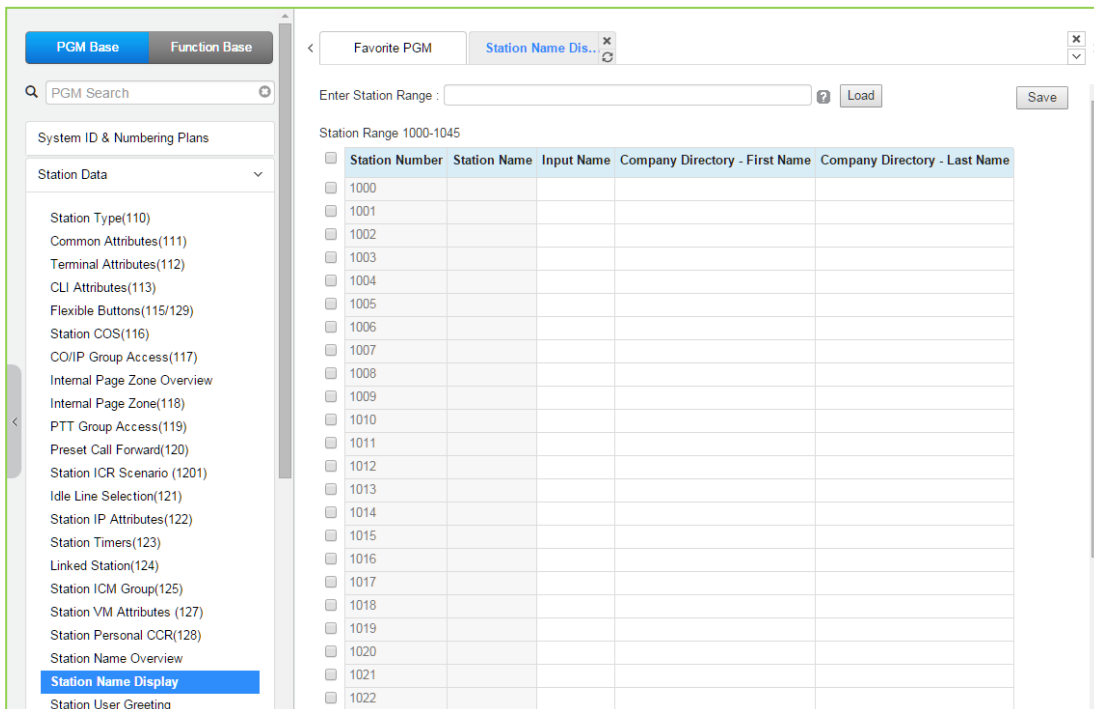 PGM Base Function Base
PGM Search
System ID & Numbering Plans
Station Data
Station Type(110)
Common Attributes(111)
Terminal Attributes(112)
CLI Attributes(113)
Flexible Buttons(115/129)
Station COS(116)
CO/IP Group Access(117)
Internal Page Zone Overview
Internal Page Zone(118)
PTT Group Access(119)
Preset Call Forward(120)
Station ICR Scenario (1201)
Idle Line Selection(121)
Station IP Attributes(122)
Station Timers(123)
Linked Station(124)
Station ICM Group(125)
Station VM Attributes (127)
Station Personal CCR(128)
Station Name Overview
Station Name Display
Station User Greeting
Favorite PGM Station Name Dis...
Enter Station Range : Load Save
Station Range 1000-1045
Station Number Station Name Input Name Company Directory - First Name Company Directory - Last Name
1000
1001
1002
1003
1004
1005
1006
1007
1008
1009
1010
1011
1012
1013
1014
1015
1016
1017
1018
1019
1020
1021
1022